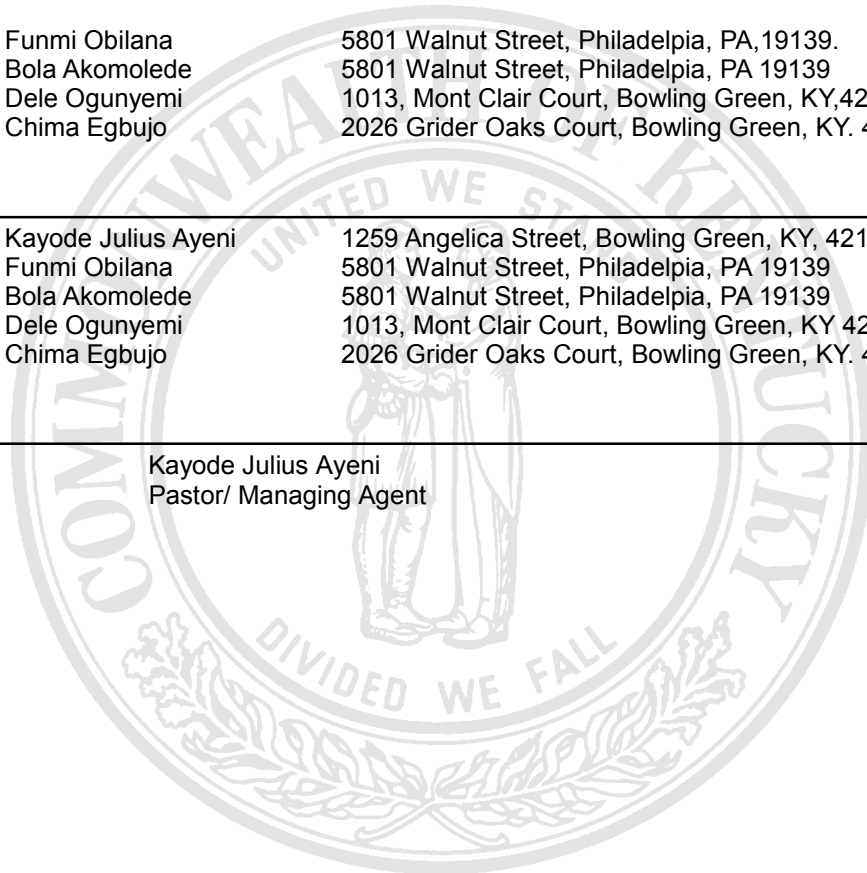 Funmi Obilana 5801 Walnut Street, Philadelpia, PA,19139.
Bola Akomolede 5801 Walnut Street, Philadelpia, PA 19139
Dele Ogunyemi 1013, Mont Clair Court, Bowling Green, KY,42
Chima Egbujo 2026 Grider Oaks Court, Bowling Green, KY. 4
Kayode Julius Ayeni 1259 Angelica Street, Bowling Green, KY, 421
Funmi Obilana 5801 Walnut Street, Philadelpia, PA 19139
Bola Akomolede 5801 Walnut Street, Philadelpia, PA 19139
Dele Ogunyemi 1013, Mont Clair Court, Bowling Green, KY 42
Chima Egbujo 2026 Grider Oaks Court, Bowling Green, KY. 4
Kayode Julius Ayeni
Pastor/ Managing Agent
COMMONWEALTH OF KENTUCKY
UNITED WE STAND
DIVIDED WE FALL